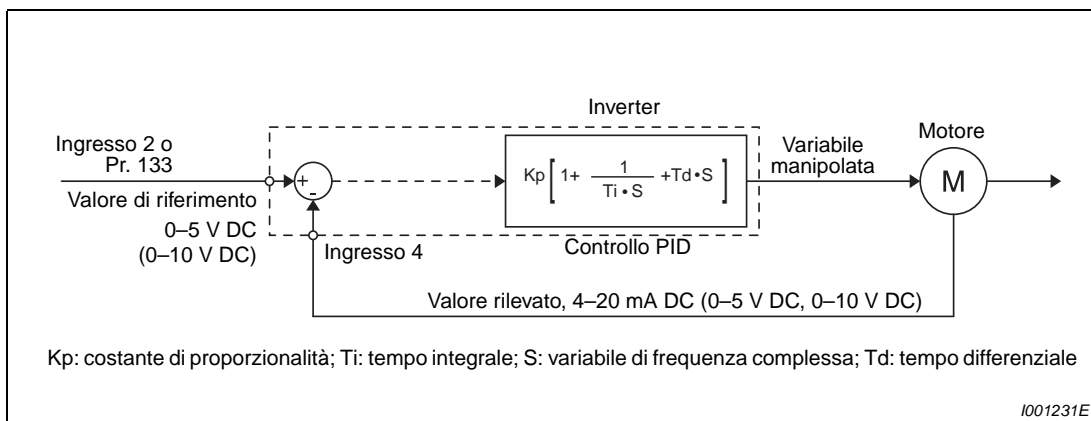 Inverter
Ingresso 2 o
Pr. 133
Valore di riferimento
0–5 V DC
(0–10 V DC)
+
-
Ingresso 4
Kp [ 1+ 1 / Ti • S +Td • S ]
Controllo PID
Variabile
manipolata
Motore
M
Valore rilevato, 4–20 mA DC (0–5 V DC, 0–10 V DC)
Kp: costante di proporzionalità; Ti: tempo integrale; S: variabile di frequenza complessa; Td: tempo differenziale
I001231E